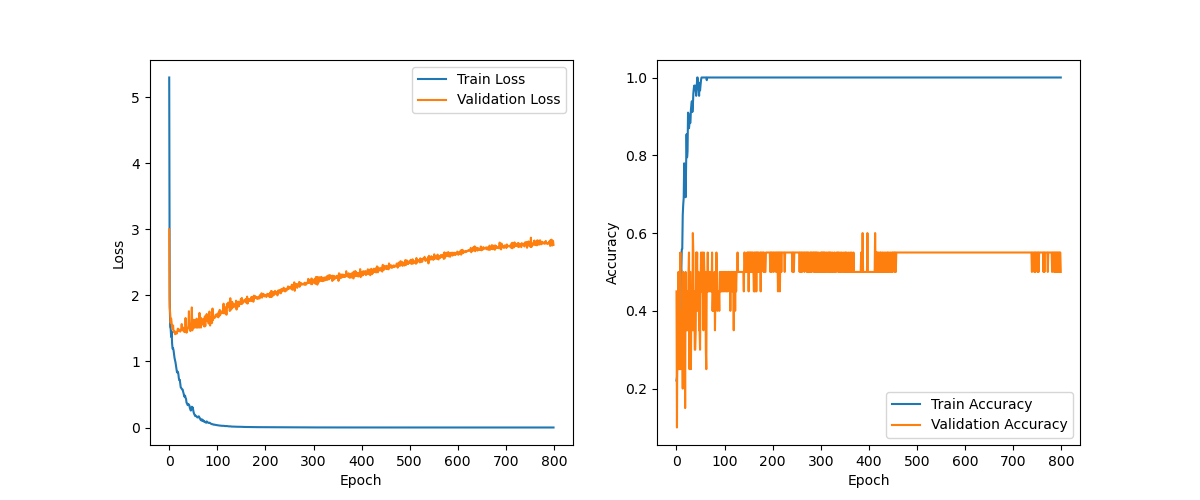 Train Loss
Validation Loss
5
4
3
2
1
0
Loss
0 100 200 300 400 500 600 700 800
Epoch
1.0
0.8
0.6
0.4
0.2
Accuracy
Train Accuracy
Validation Accuracy
0 100 200 300 400 500 600 700 800
Epoch